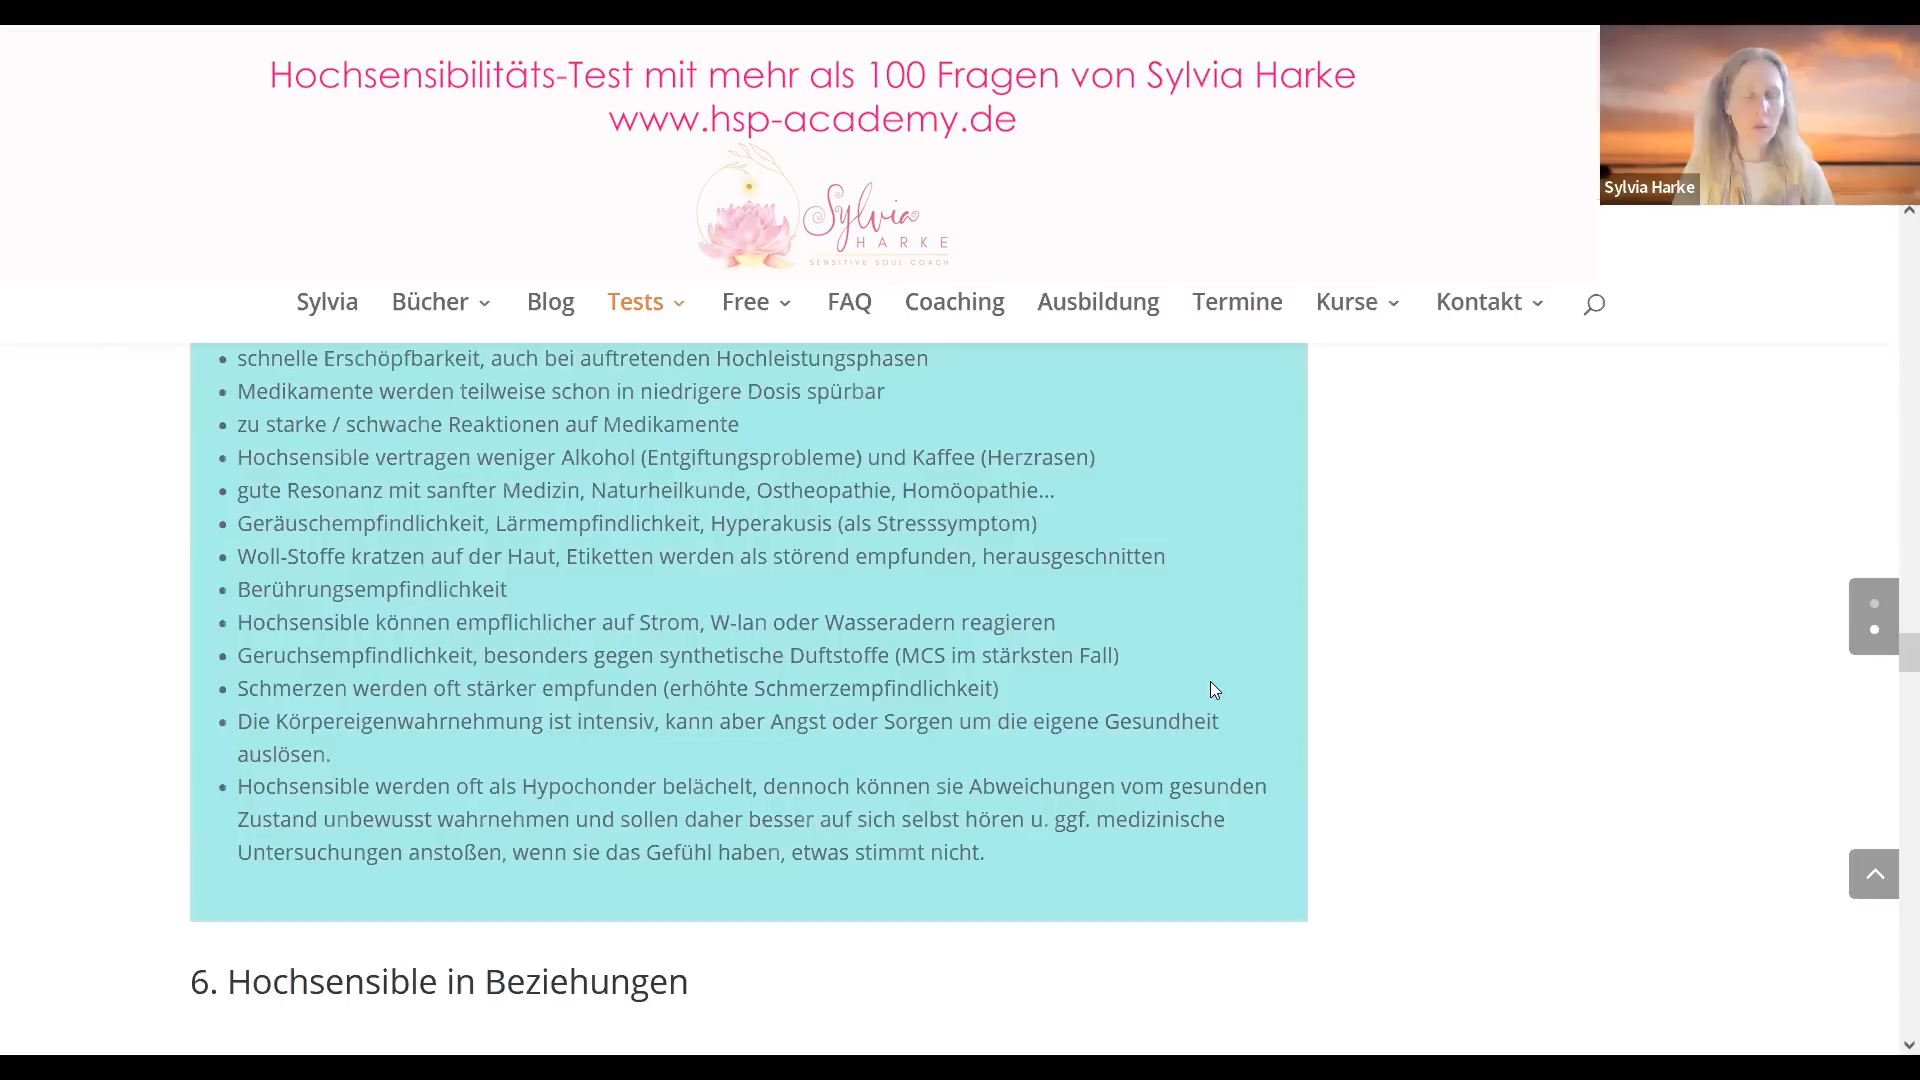 Hochsensibilitäts-Test mit mehr als 100 Fragen von Sylvia Harke
www.hsp-academy.de
Sylvia
HARKE
SENSITIVE SOUL COACH
Sylvia Harke
Sylvia Bücher Blog Tests Free FAQ Coaching Ausbildung Termine Kurse Kontakt
• schnelle Erschöpfbarkeit, auch bei auftretenden Hochleistungsphasen
• Medikamente werden teilweise schon in niedrigere Dosis spürbar
• zu starke / schwache Reaktionen auf Medikamente
• Hochsensible vertragen weniger Alkohol (Entgiftungsprobleme) und Kaffee (Herzrasen)
• gute Resonanz mit sanfter Medizin, Naturheilkunde, Ostheopathie, Homöopathie...
• Geräuschempfindlichkeit, Lärmempfindlichkeit, Hyperakusis (als Stresssymptom)
• Woll-Stoffe kratzen auf der Haut, Etiketten werden als störend empfunden, herausgeschnitten
• Berührungsempfindlichkeit
• Hochsensible können empflichlicher auf Strom, W-lan oder Wasseradern reagieren
• Geruchsempfindlichkeit, besonders gegen synthetische Duftstoffe (MCS im stärksten Fall)
• Schmerzen werden oft stärker empfunden (erhöhte Schmerzempfindlichkeit)
• Die Körpereigenwahrnehmung ist intensiv, kann aber Angst oder Sorgen um die eigene Gesundheit
auslösen.
• Hochsensible werden oft als Hypochonder belächelt, dennoch können sie Abweichungen vom gesunden
Zustand unbewusst wahrnehmen und sollen daher besser auf sich selbst hören u. ggf. medizinische
Untersuchungen anstoßen, wenn sie das Gefühl haben, etwas stimmt nicht.
6. Hochsensible in Beziehungen